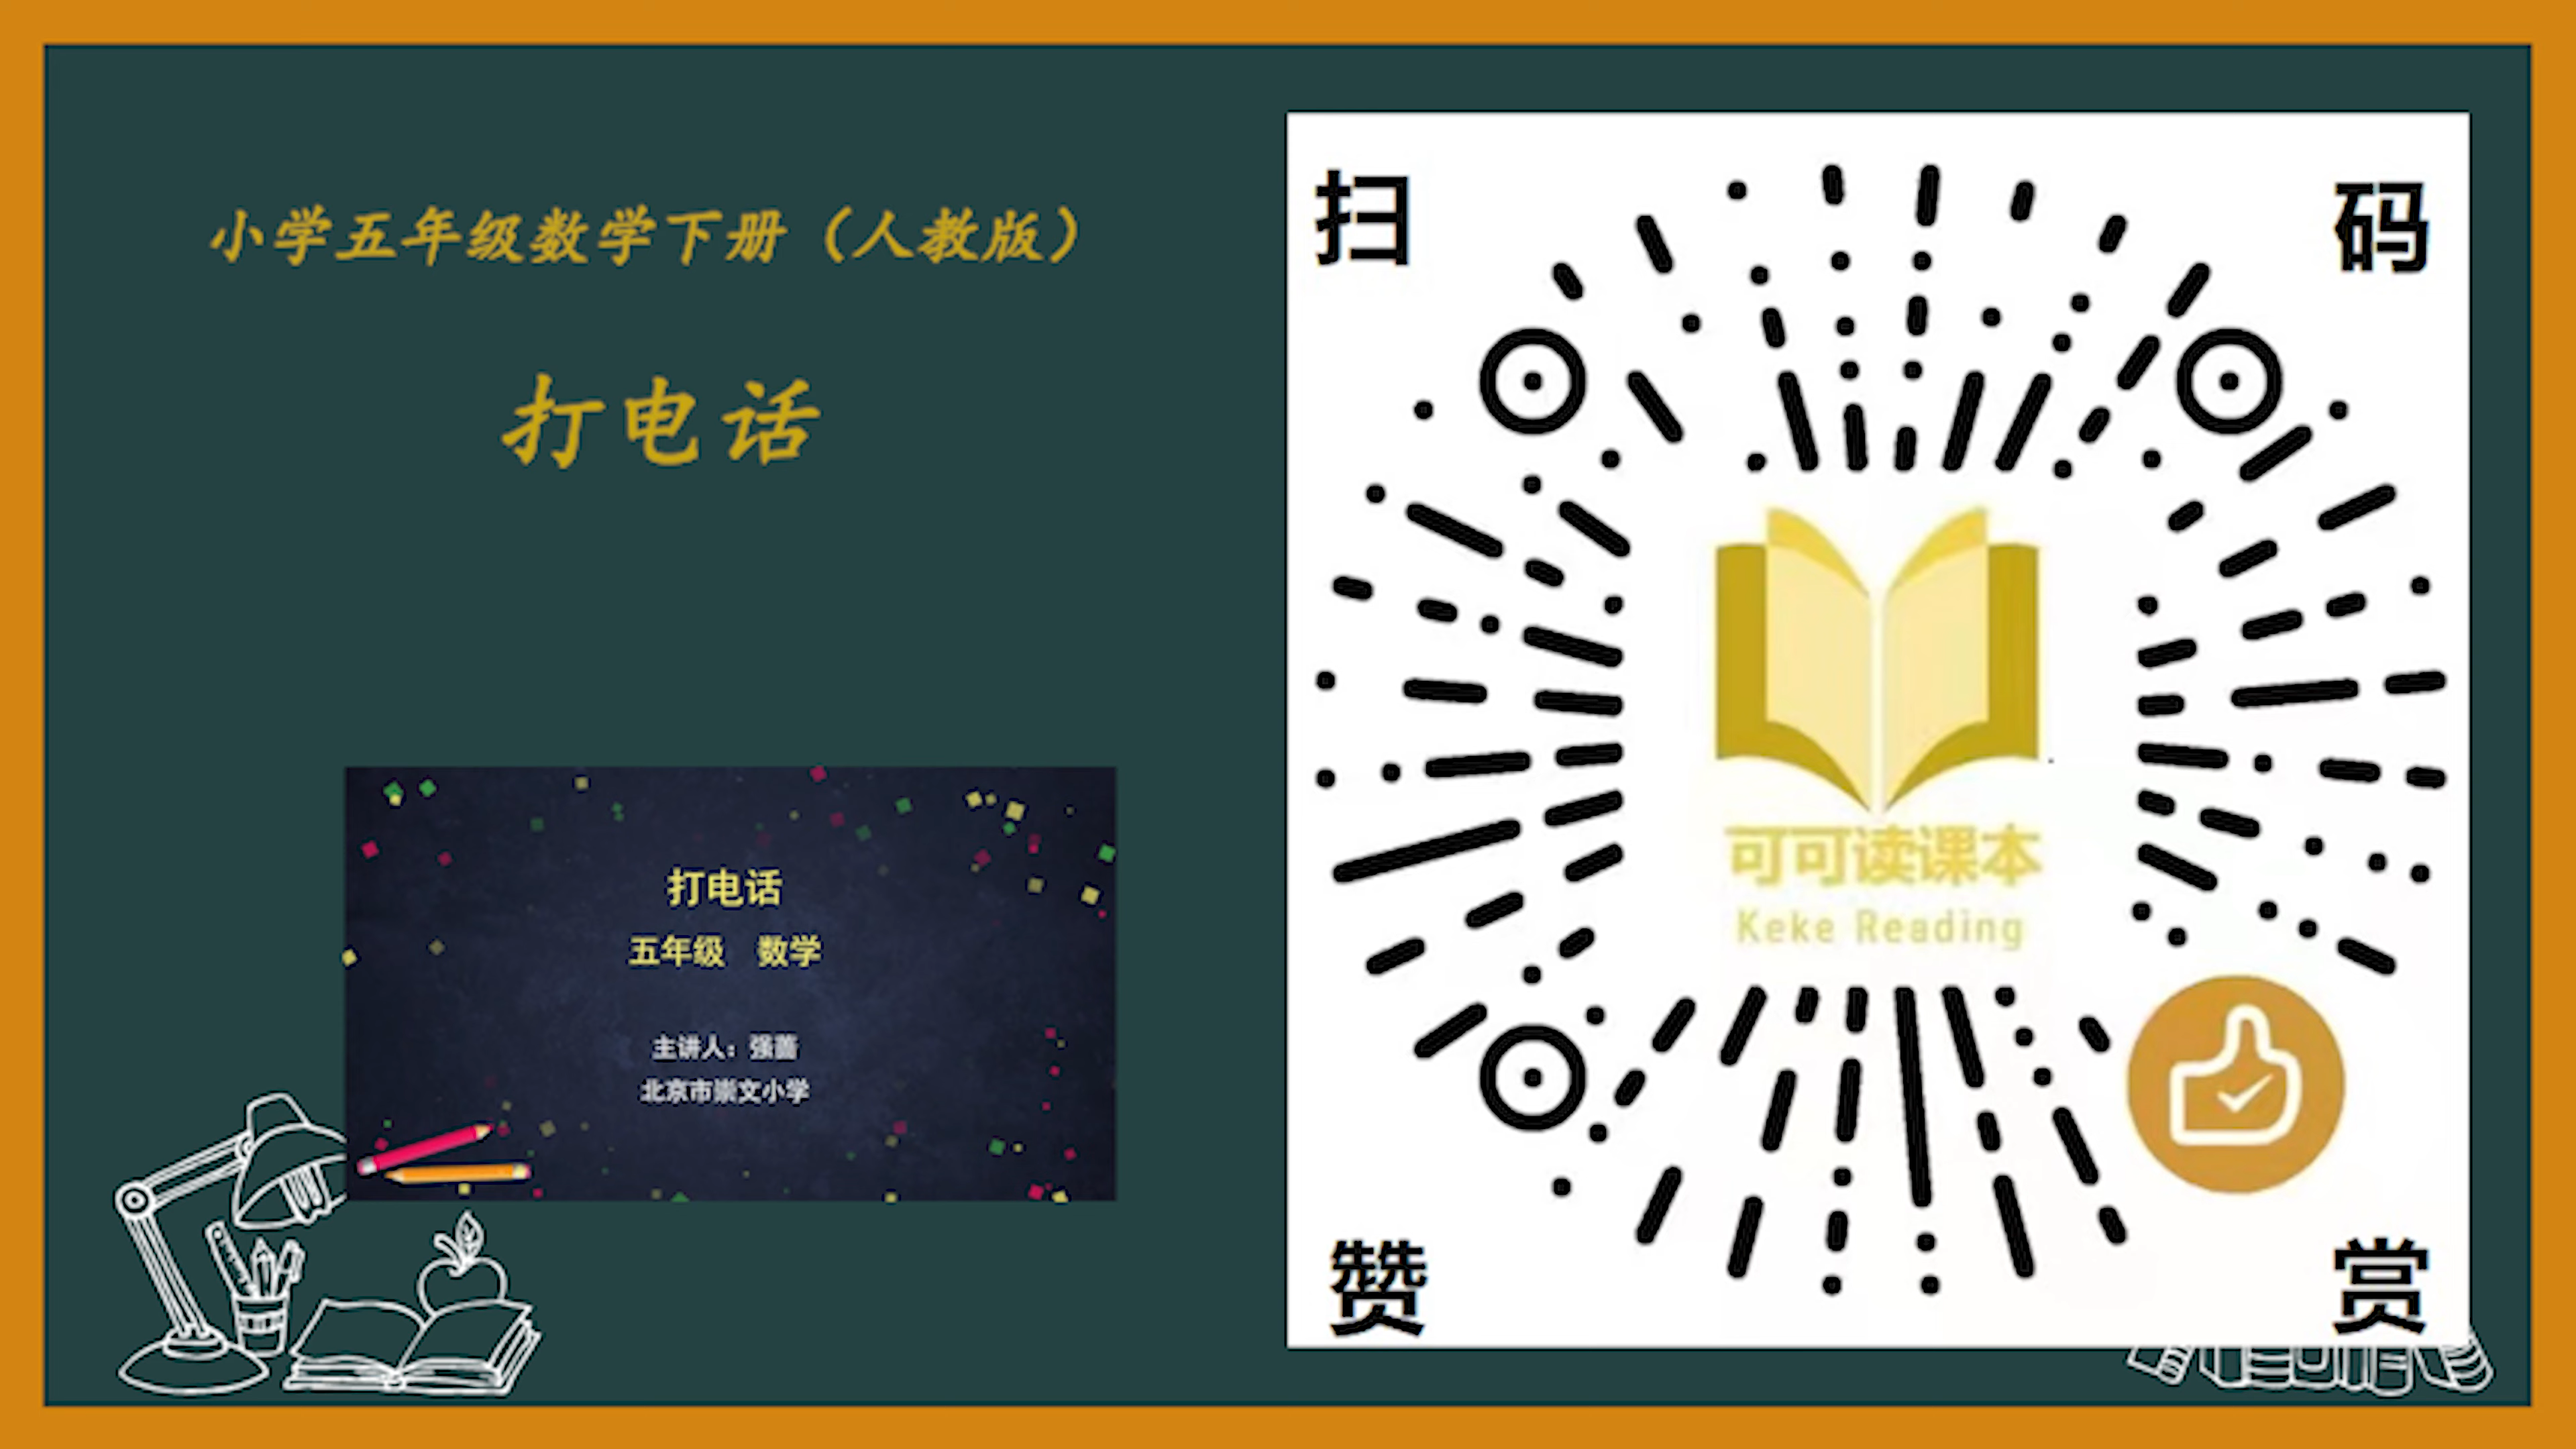 小学五年级数学下册（人教版）
打电话
打电话
五年级 数学
主讲人：强蔷
北京市崇文小学
扫 码
可可读课本
Keke Reading
赞 赏